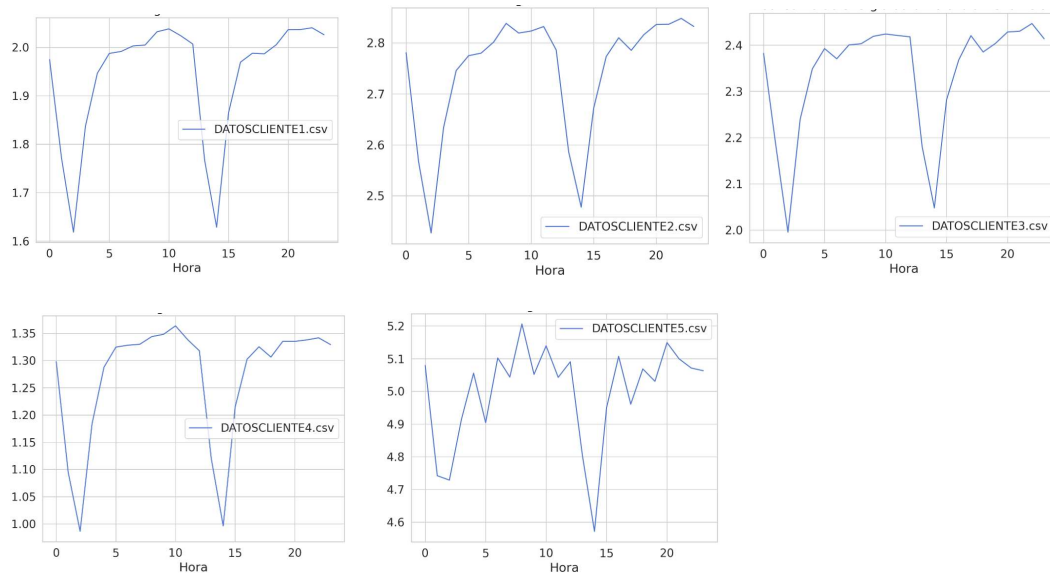 2.0
1.9
1.8
1.7
1.6
DATOSCLIENTE1.csv
0 5 10 15 20
Hora
2.8
2.7
2.6
2.5
DATOSCLIENTE2.csv
0 5 10 15 20
Hora
2.4
2.3
2.2
2.1
2.0
DATOSCLIENTE3.csv
0 5 10 15 20
Hora
1.35
1.30
1.25
1.20
1.15
1.10
1.05
1.00
DATOSCLIENTE4.csv
0 5 10 15 20
Hora
5.2
5.1
5.0
4.9
4.8
4.7
4.6
DATOSCLIENTE5.csv
0 5 10 15 20
Hora